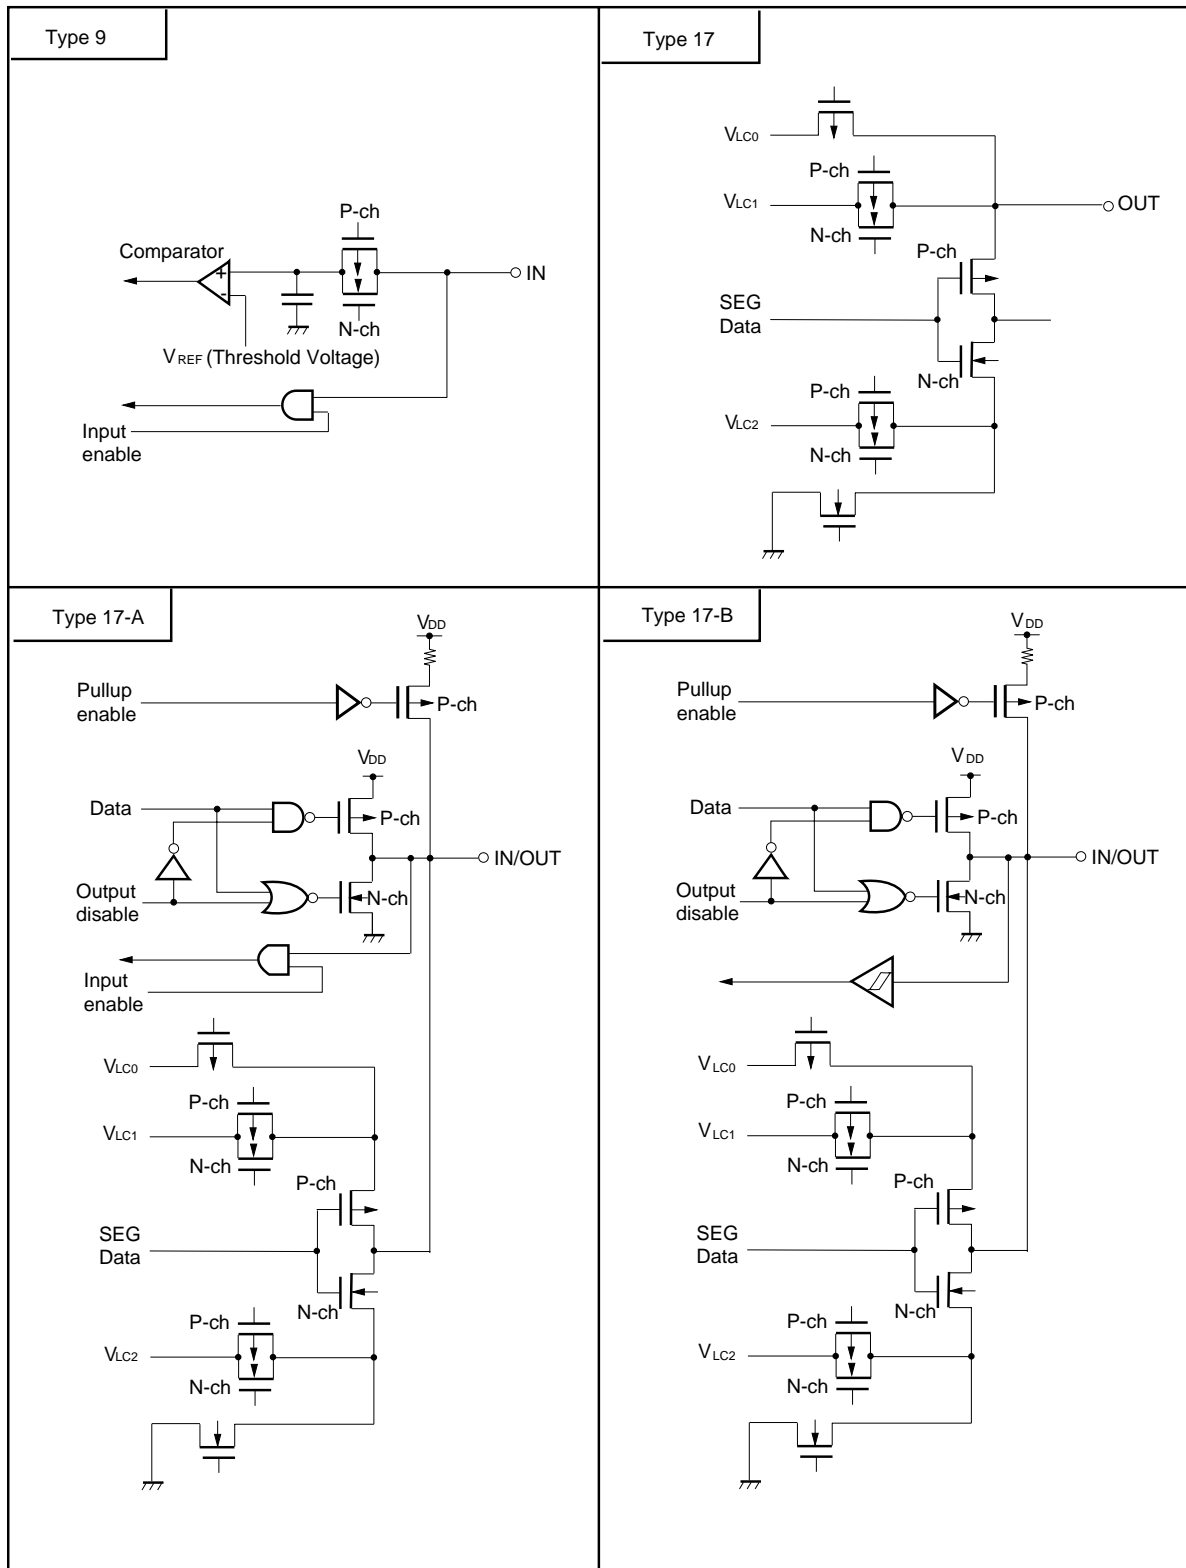 Type 9
P-ch
Comparator
+
-
IN
N-ch
VREF (Threshold Voltage)
Input
enable
Type 17
VLC0
P-ch
VLC1
OUT
N-ch
P-ch
SEG
Data
N-ch
P-ch
VLC2
N-ch
Type 17-A
VDD
Pullup
enable
P-ch
VDD
Data
P-ch
IN/OUT
Output
disable
N-ch
Input
enable
VLC0
P-ch
VLC1
N-ch
P-ch
SEG
Data
N-ch
P-ch
VLC2
N-ch
Type 17-B
VDD
Pullup
enable
P-ch
VDD
Data
P-ch
IN/OUT
Output
disable
N-ch
VLC0
P-ch
VLC1
N-ch
P-ch
SEG
Data
N-ch
P-ch
VLC2
N-ch